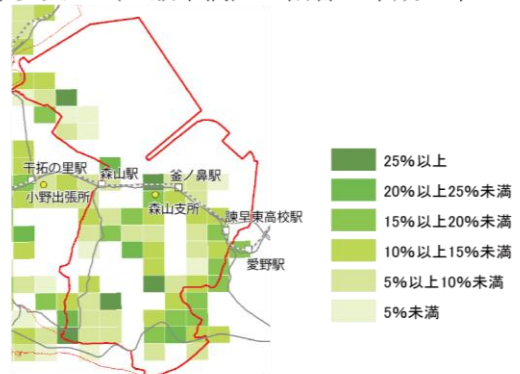 干拓の里駅
森山駅
釜ノ鼻駅
小野出張所
森山支所
諫早東高校駅
愛野駅
25%以上
20%以上25%未満
15%以上20%未満
10%以上15%未満
5%以上10%未満
5%未満